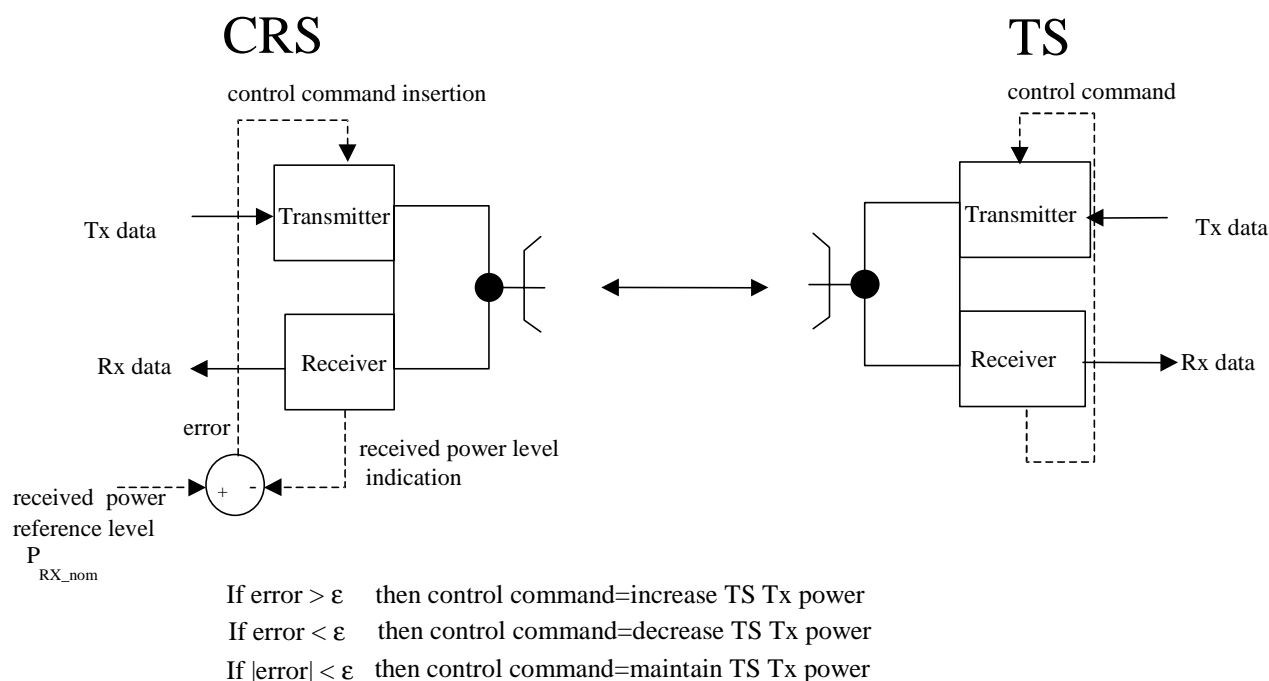 CRS
TS
control command insertion
control command
Transmitter
Transmitter
Tx data
Tx data
Rx data
Receiver
Receiver
Rx data
error
received power level
indication
+ -
received power
reference level
P RX_nom
If error > ε then control command=increase TS Tx power
If error < ε then control command=decrease TS Tx power
If |error| < ε then control command=maintain TS Tx power